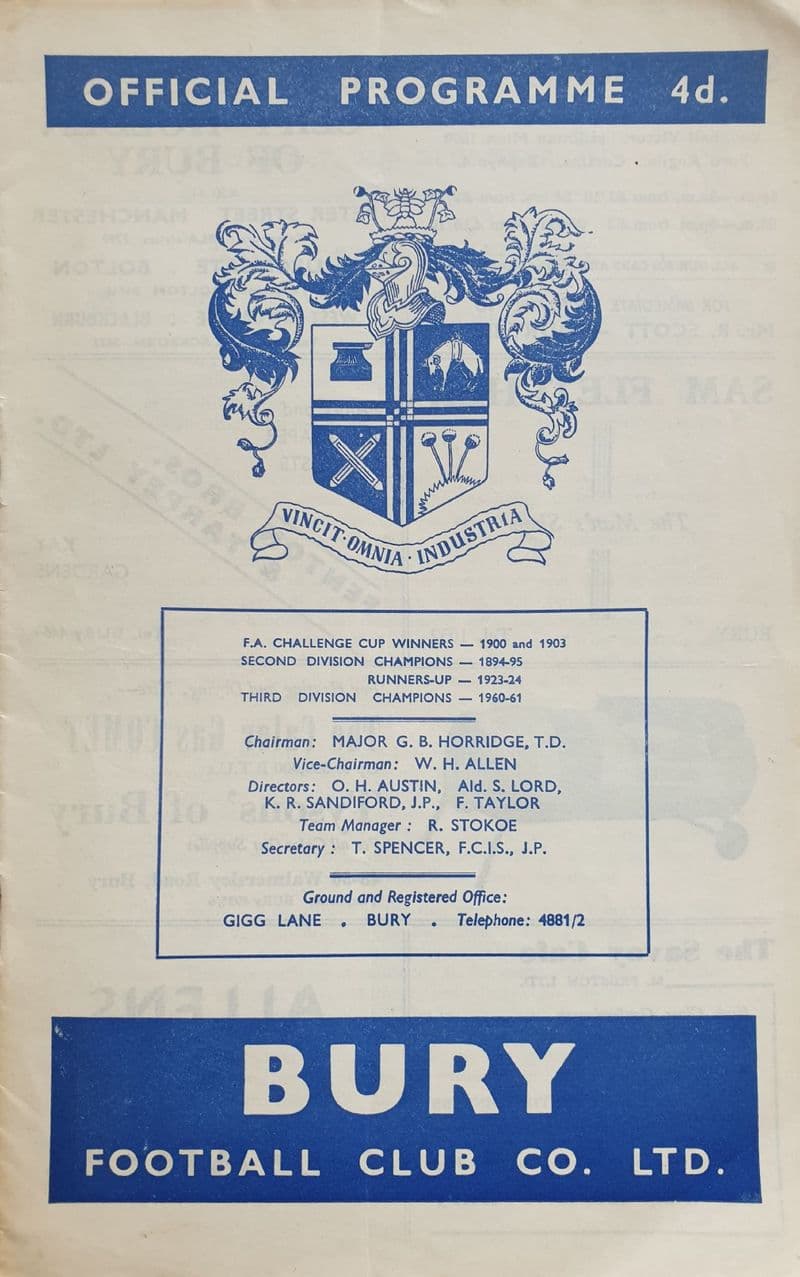 OFFICIAL PROGRAMME 4d.
VINCIT · OMNIA · INDUSTRIA
F.A. CHALLENGE CUP WINNERS — 1900 and 1903
SECOND DIVISION CHAMPIONS — 1894-95
RUNNERS-UP — 1923-24
THIRD DIVISION CHAMPIONS — 1960-61
Chairman: MAJOR G. B. HORRIDGE, T.D.
Vice-Chairman: W. H. ALLEN
Directors: O. H. AUSTIN, Ald. S. LORD,
K. R. SANDIFORD, J.P., F. TAYLOR
Team Manager : R. STOKOE
Secretary : T. SPENCER, F.C.I.S., J.P.
Ground and Registered Office:
GIGG LANE . BURY . Telephone: 4881/2
BURY
FOOTBALL CLUB CO. LTD.